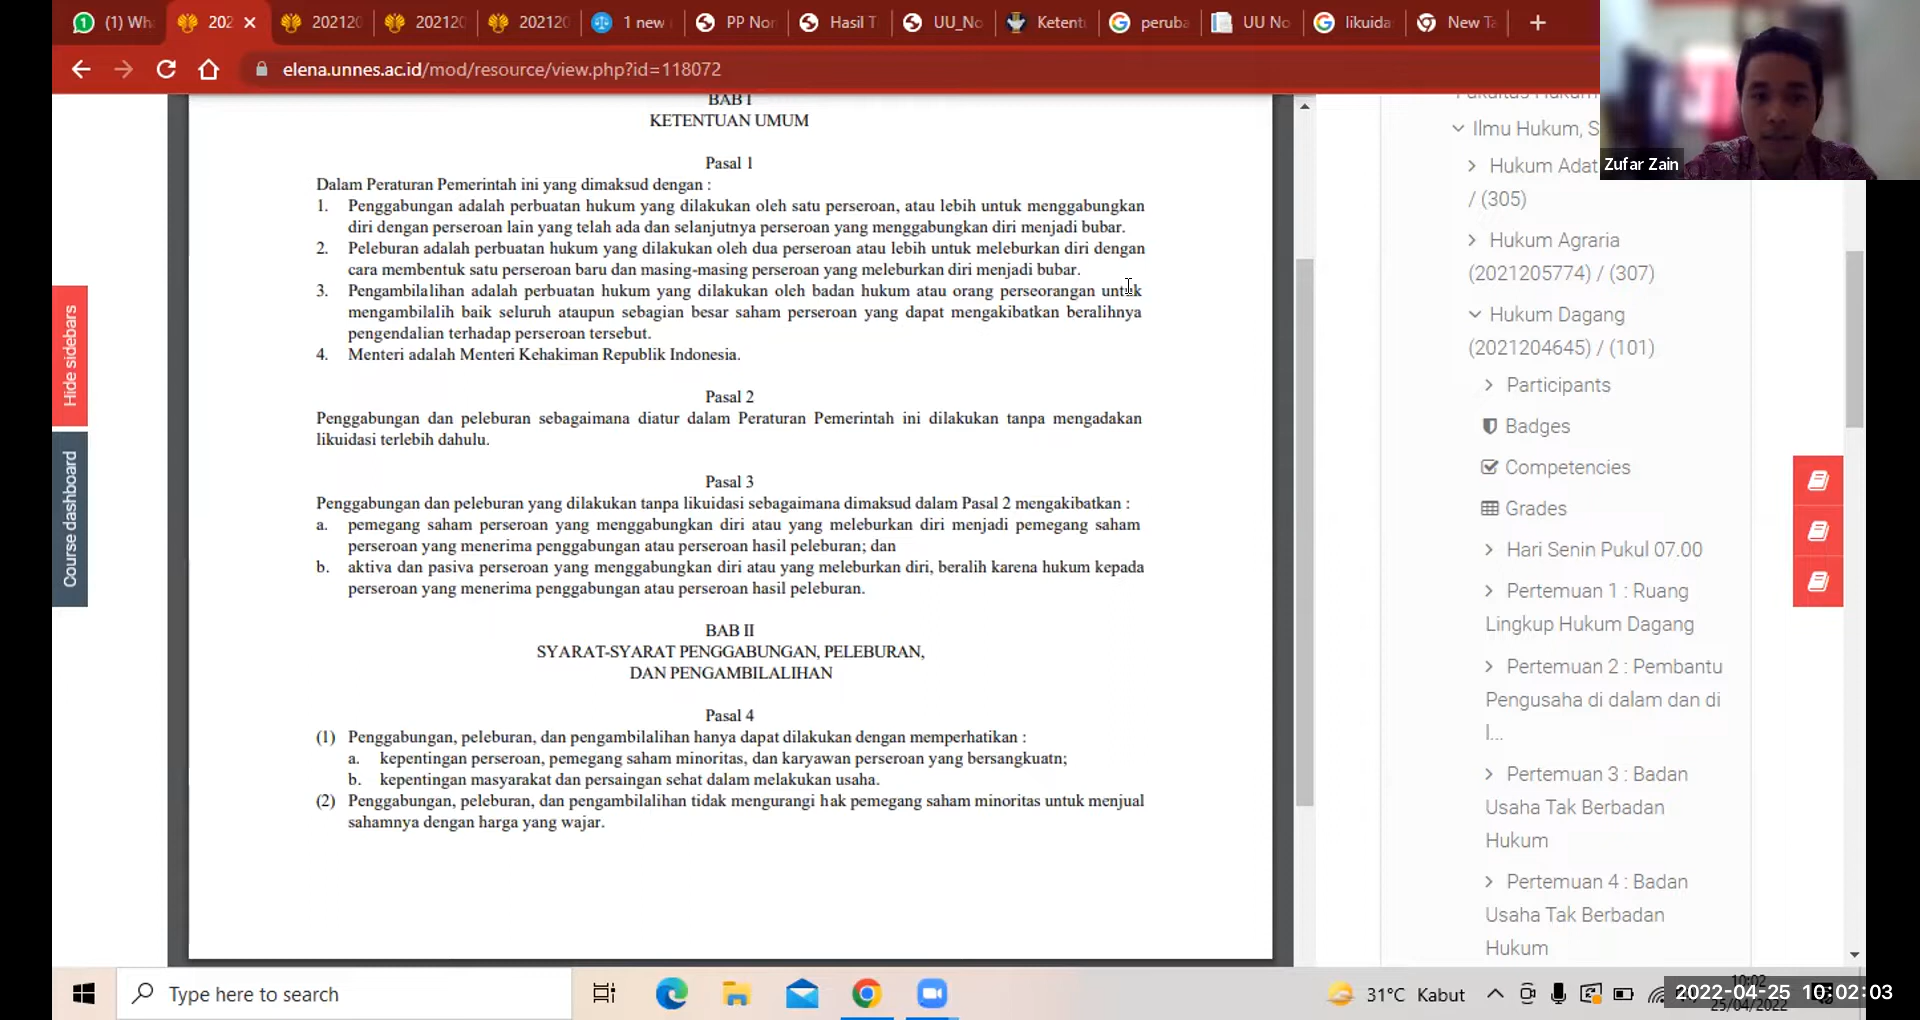 (1) Wh
202
202120
202120
202120
1 new
PP Nor
Hasil T
UU_No
Ketent
peruba
UU No
likuida
New Ta
elena.unnes.ac.id/mod/resource/view.php?id=118072
Zufar Zain
Hide sidebars
Course dashboard
BAB I
KETENTUAN UMUM
Pasal 1
Dalam Peraturan Pemerintah ini yang dimaksud dengan :
1. Penggabungan adalah perbuatan hukum yang dilakukan oleh satu perseroan, atau lebih untuk menggabungkan
diri dengan perseroan lain yang telah ada dan selanjutnya perseroan yang menggabungkan diri menjadi bubar.
2. Peleburan adalah perbuatan hukum yang dilakukan oleh dua perseroan atau lebih untuk meleburkan diri dengan
cara membentuk satu perseroan baru dan masing-masing perseroan yang meleburkan diri menjadi bubar.
3. Pengambilalihan adalah perbuatan hukum yang dilakukan oleh badan hukum atau orang perseorangan untuk
mengambilalih baik seluruh ataupun sebagian besar saham perseroan yang dapat mengakibatkan beralihnya
pengendalian terhadap perseroan tersebut.
4. Menteri adalah Menteri Kehakiman Republik Indonesia.
Pasal 2
Penggabungan dan peleburan sebagaimana diatur dalam Peraturan Pemerintah ini dilakukan tanpa mengadakan
likuidasi terlebih dahulu.
Pasal 3
Penggabungan dan peleburan yang dilakukan tanpa likuidasi sebagaimana dimaksud dalam Pasal 2 mengakibatkan :
a. pemegang saham perseroan yang menggabungkan diri atau yang meleburkan diri menjadi pemegang saham
perseroan yang menerima penggabungan atau perseroan hasil peleburan; dan
b. aktiva dan pasiva perseroan yang menggabungkan diri atau yang meleburkan diri, beralih karena hukum kepada
perseroan yang menerima penggabungan atau perseroan hasil peleburan.
BAB II
SYARAT-SYARAT PENGGABUNGAN, PELEBURAN,
DAN PENGAMBILALIHAN
Pasal 4
(1) Penggabungan, peleburan, dan pengambilalihan hanya dapat dilakukan dengan memperhatikan :
a. kepentingan perseroan, pemegang saham minoritas, dan karyawan perseroan yang bersangkuatn;
b. kepentingan masyarakat dan persaingan sehat dalam melakukan usaha.
(2) Penggabungan, peleburan, dan pengambilalihan tidak mengurangi hak pemegang saham minoritas untuk menjual
sahamnya dengan harga yang wajar.
Ilmu Hukum, S
Hukum Adat
/ (305)
Hukum Agraria
(2021205774) / (307)
Hukum Dagang
(2021204645) / (101)
Participants
Badges
Competencies
Grades
Hari Senin Pukul 07.00
Pertemuan 1 : Ruang
Lingkup Hukum Dagang
Pertemuan 2 : Pembantu
Pengusaha di dalam dan di
l...
Pertemuan 3 : Badan
Usaha Tak Berbadan
Hukum
Pertemuan 4 : Badan
Usaha Tak Berbadan
Hukum
Type here to search
31°C Kabut
10:02
25/04/2022
2022-04-25 10:02:03